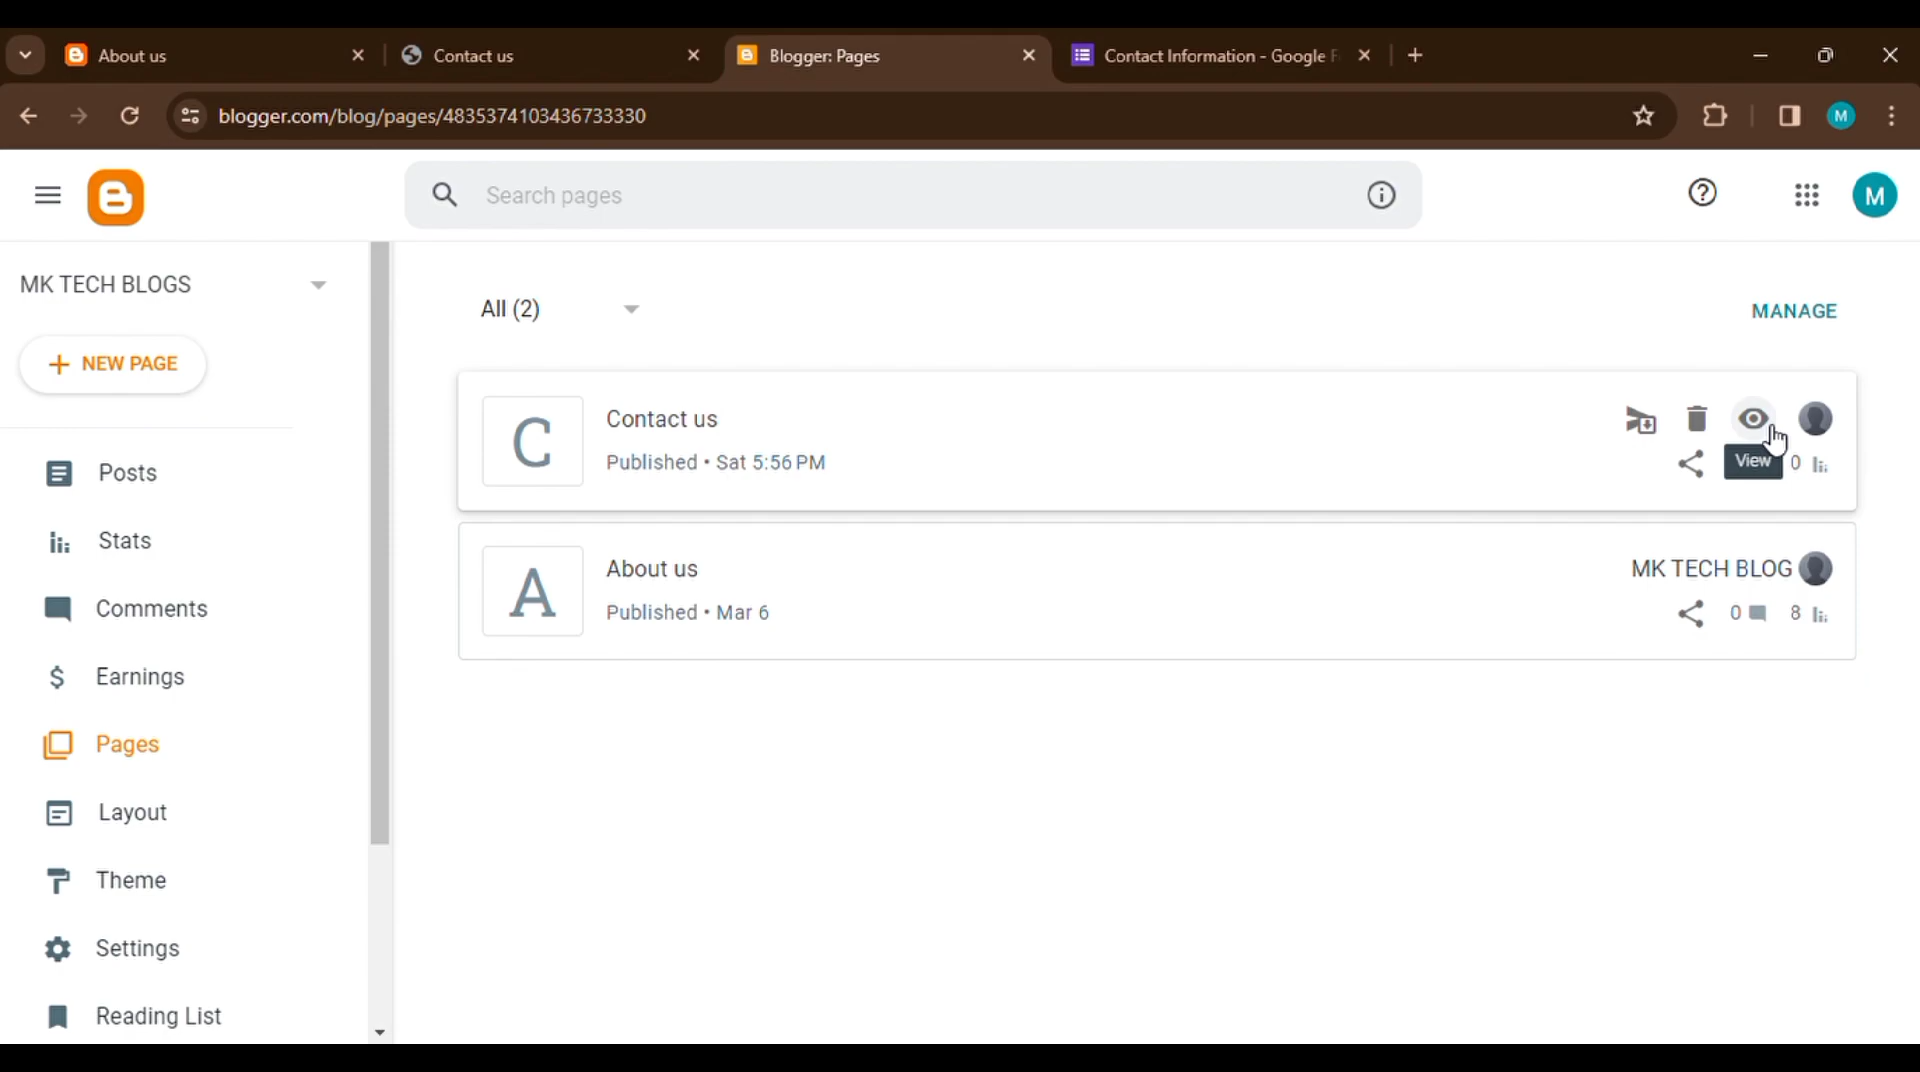 About us
Contact us
Blogger: Pages
Contact Information - Google F
blogger.com/blog/pages/4835374103436733330
M
Search pages
M
MK TECH BLOGS
NEW PAGE
Posts
Stats
Comments
Earnings
Pages
Layout
Theme
Settings
Reading List
All (2)
MANAGE
C
Contact us
Published • Sat 5:56 PM
View
0
A
About us
Published • Mar 6
MK TECH BLOG
0 8